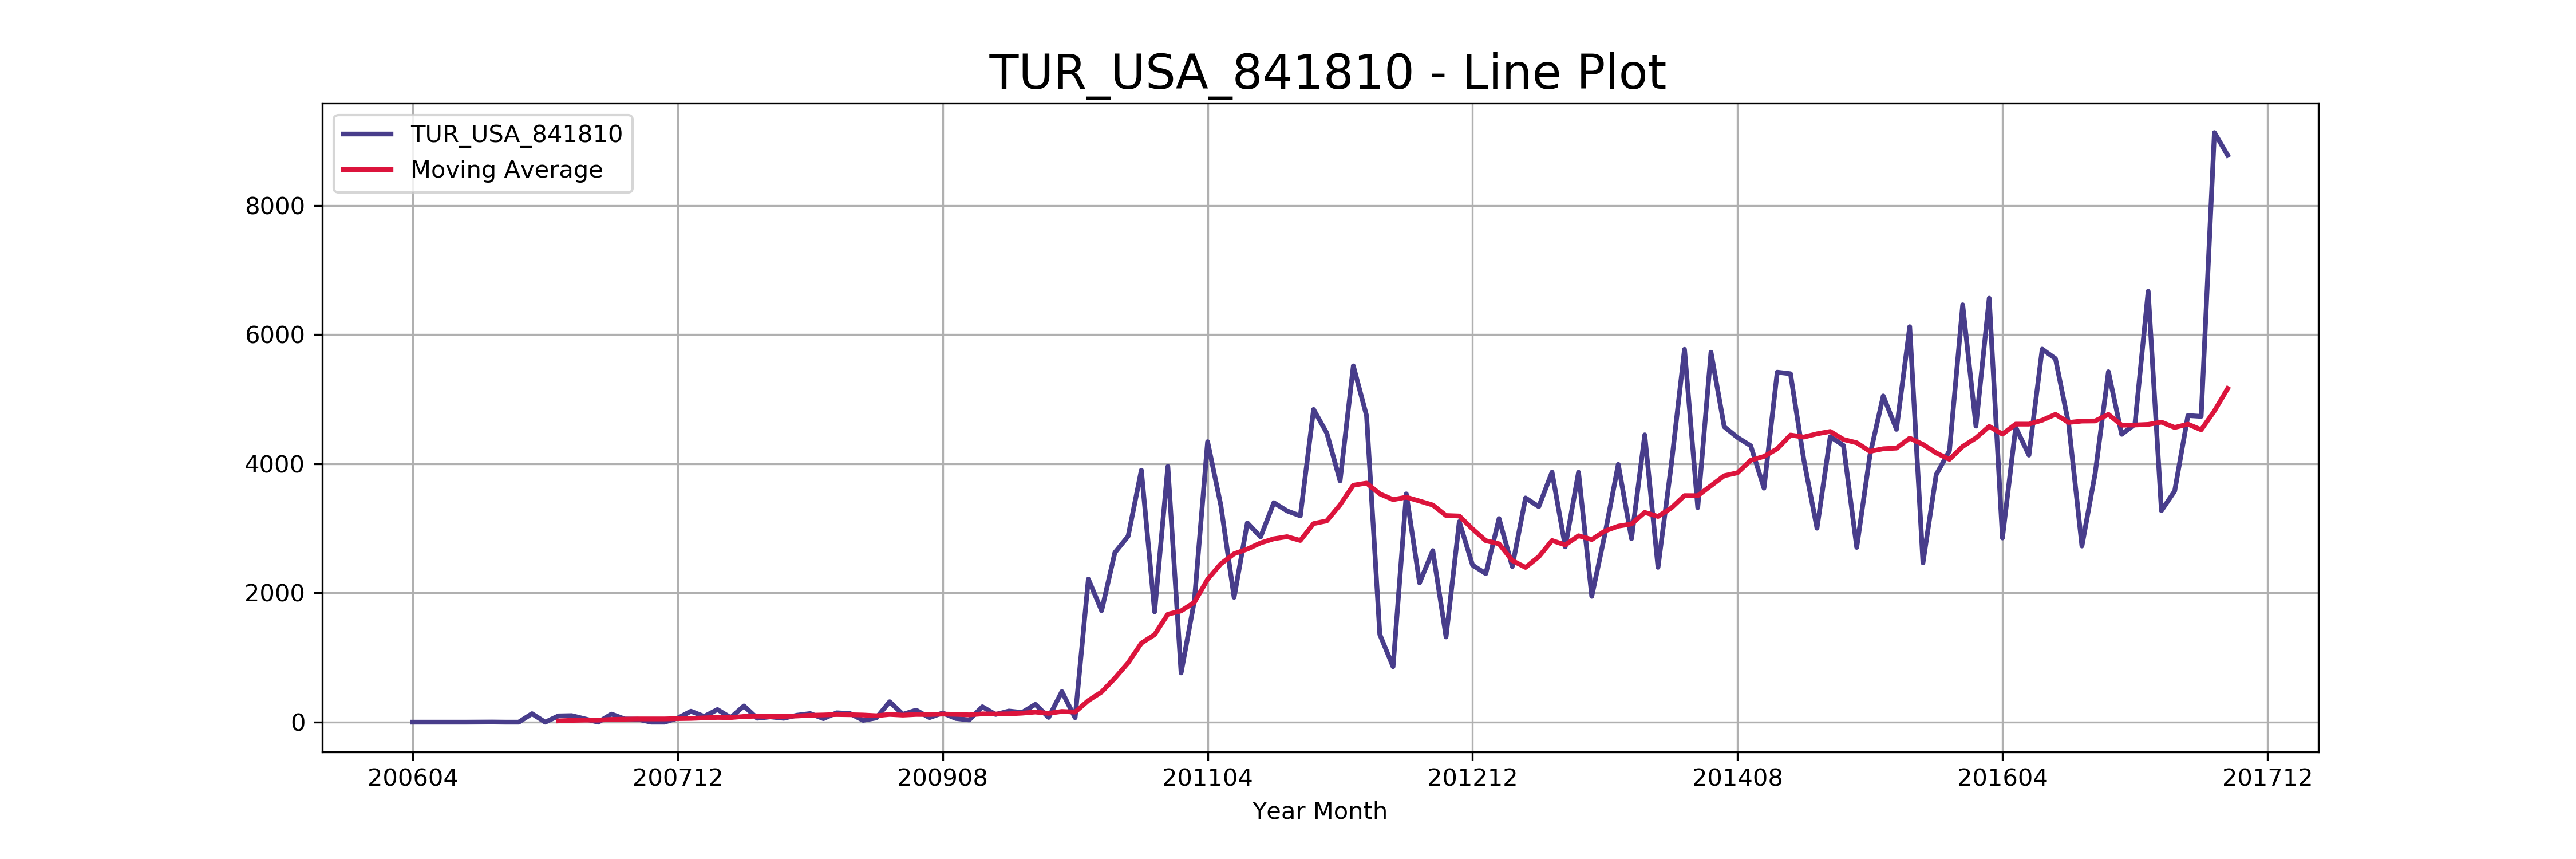 TUR_USA_841810 - Line Plot
TUR_USA_841810
Moving Average
8000
6000
4000
2000
0
200604 200712 200908 201104 201212 201408 201604 201712
Year Month